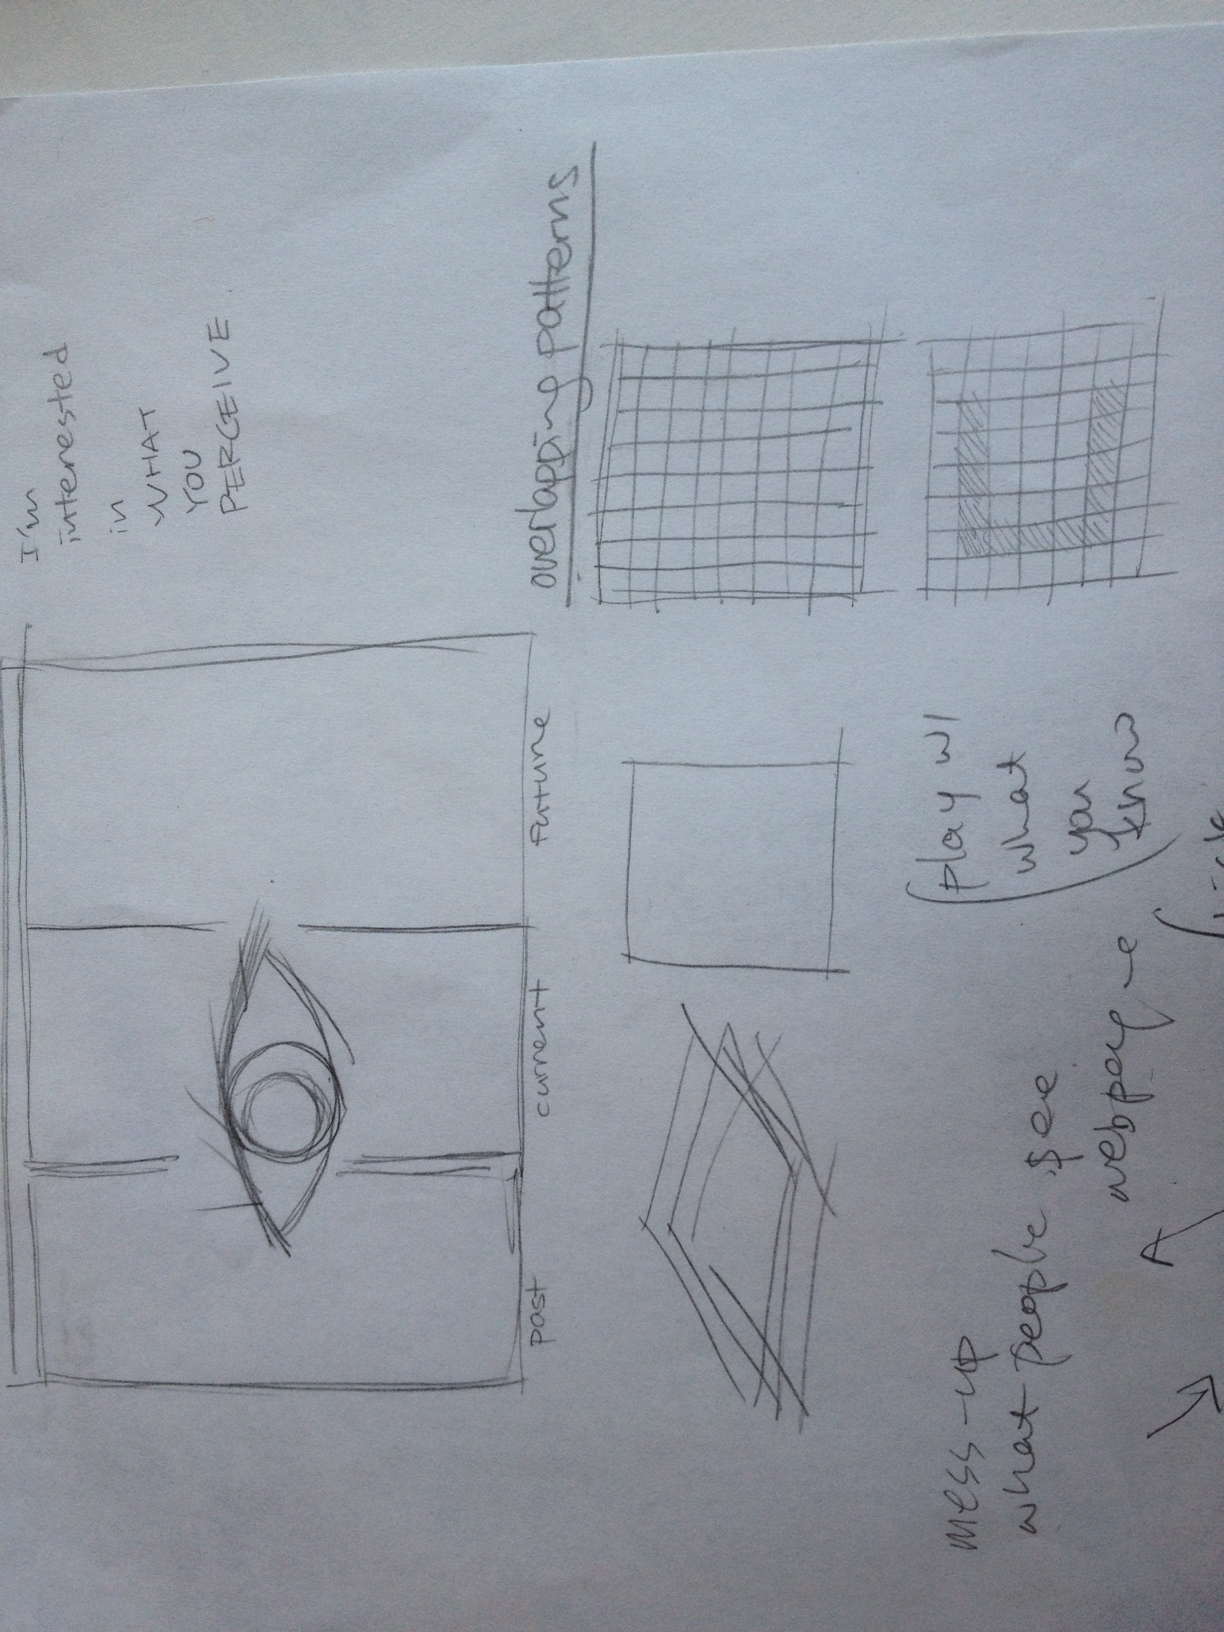 I'm
interested
in
WHAT
YOU
PERCEIVE
past
current
future
overlapping patterns
play w/
what
you
know
mess-up
what people see
webpage